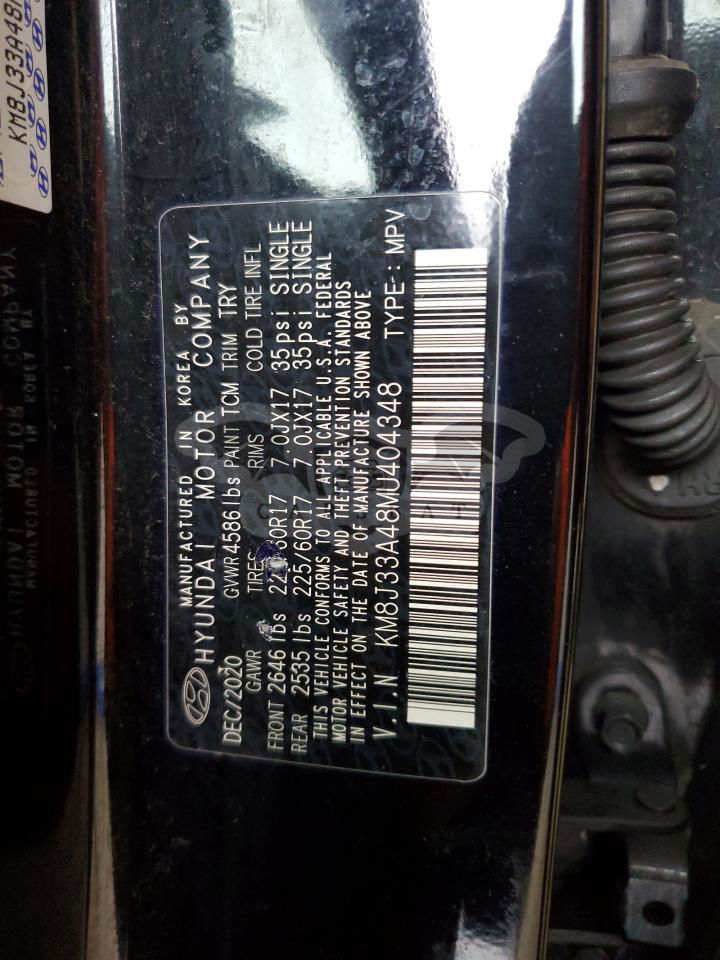 MANUFACTURED IN KOREA BY
HYUNDAI MOTOR COMPANY
DEC/2020 GVWR 4586 lbs PAINT TCM TRIM TRY
GAWR TIRES RIMS COLD TIRE INFL
FRONT 2646 lbs 60R17 7.0JX17 35psi SINGLE
REAR 2535 lbs 225/60R17 7.0JX17 35psi SINGLE
THIS VEHICLE CONFORMS TO ALL APPLICABLE U.S.A. FEDERAL
MOTOR VEHICLE SAFETY AND THEFT PREVENTION STANDARDS
IN EFFECT ON THE DATE OF MANUFACTURE SHOWN ABOVE
V.I.N KM8J33A48MU404348 TYPE: MPV
KM8J33A48